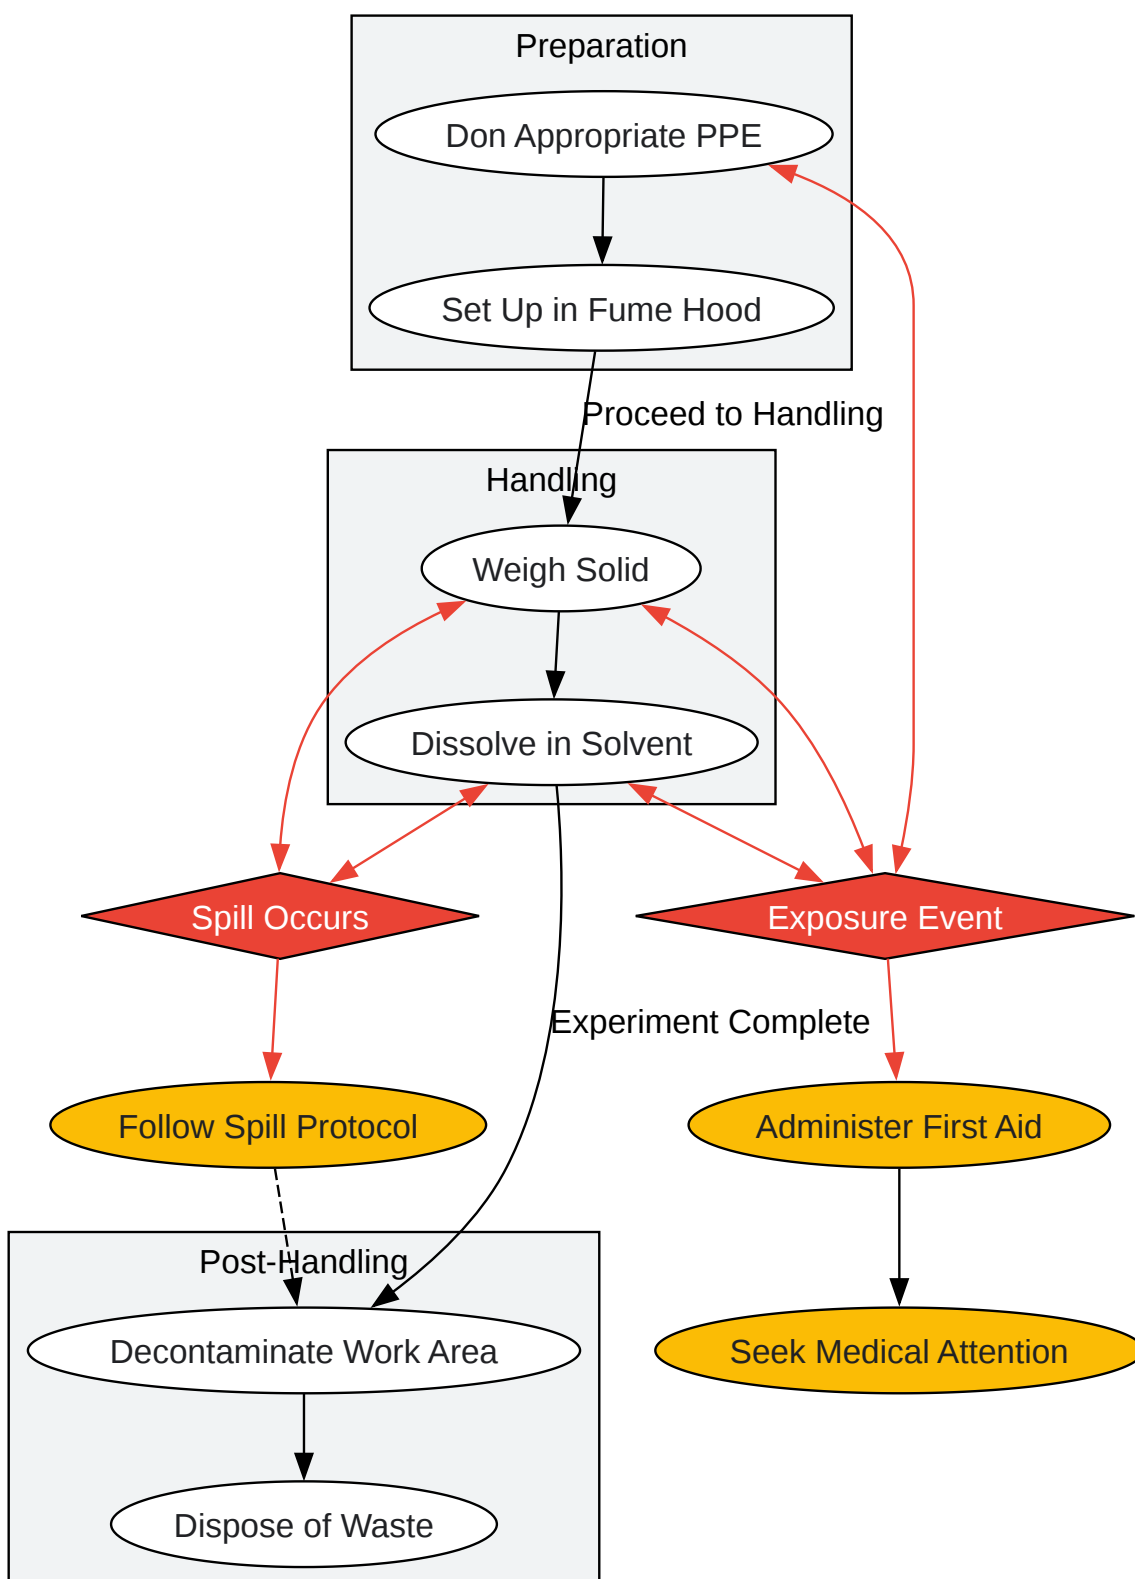 Preparation
Don Appropriate PPE
Set Up in Fume Hood
Proceed to Handling
Handling
Weigh Solid
Dissolve in Solvent
Spill Occurs
Exposure Event
Experiment Complete
Follow Spill Protocol
Administer First Aid
Post-Handling
Decontaminate Work Area
Seek Medical Attention
Dispose of Waste